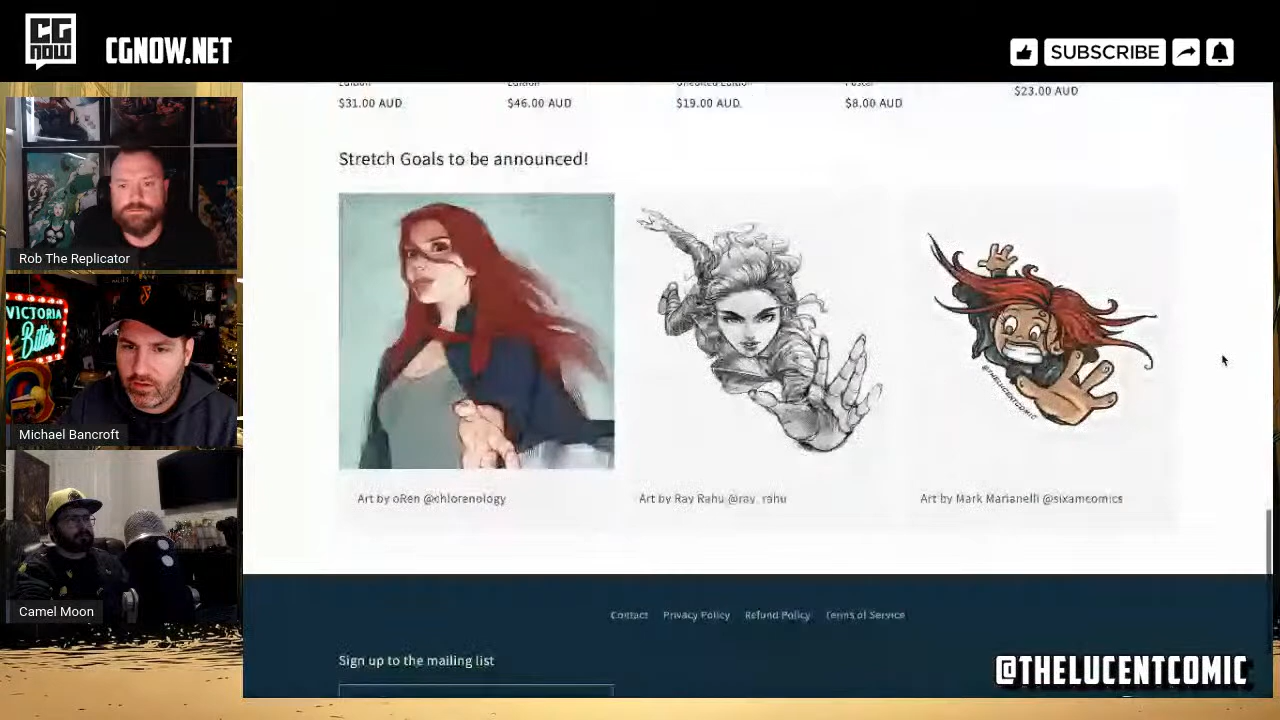 CG
NOW
CGNOW.NET
SUBSCRIBE
$31.00 AUD
$46.00 AUD
$19.00 AUD
$8.00 AUD
$23.00 AUD
Stretch Goals to be announced!
Rob The Replicator
VICTORIA
Bitter
Michael Bancroft
Camel Moon
@THELUCENTCOMIC
Art by oRen @chlorenology
Art by Ray Rahu @ray_rahu
Art by Mark Marianelli @sixamcomics
Contact Privacy Policy Refund Policy Terms of Service
Sign up to the mailing list
@THELUCENTCOMIC